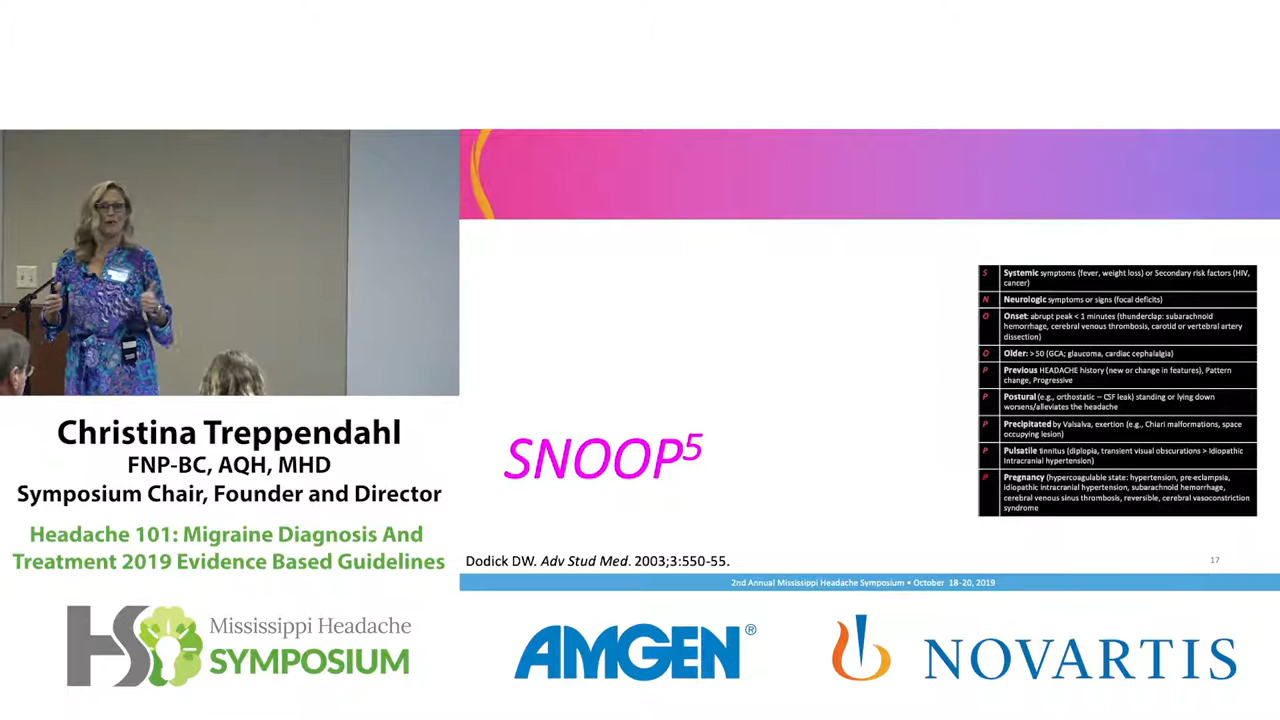 Christina Treppendahl
FNP-BC, AQH, MHD
Symposium Chair, Founder and Director
Headache 101: Migraine Diagnosis And
Treatment 2019 Evidence Based Guidelines
HS
Mississippi Headache
SYMPOSIUM
SNOOP5
S Systemic symptoms (fever, weight loss) or Secondary risk factors (HIV,
cancer)
N Neurologic symptoms or signs (focal deficits)
O Onset: abrupt peak < 1 minutes (thunderclap: subarachnoid
hemorrhage, cerebral venous thrombosis, carotid or vertebral artery
dissection)
O Older: > 50 (GCA; glaucoma, cardiac cephalalgia)
P Previous HEADACHE history (new or change in features), Pattern
change, Progressive
P Postural (e.g., orthostatic – CSF leak) standing or lying down
worsens/alleviates the headache
P Precipitated by Valsalva, exertion (e.g., Chiari malformations, space
occupying lesion)
P Pulsatile tinnitus (diplopia, transient visual obscurations > Idiopathic
Intracranial hypertension)
P Pregnancy (hypercoagulable state: hypertension, pre-eclampsia,
idiopathic intracranial hypertension, subarachnoid hemorrhage,
cerebral venous sinus thrombosis, reversible, cerebral vasoconstriction
syndrome
Dodick DW. Adv Stud Med. 2003;3:550-55.
17
2nd Annual Mississippi Headache Symposium • October 18-20, 2019
AMGEN®
NOVARTIS